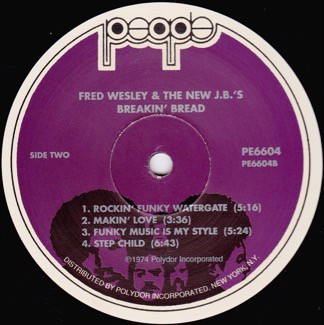 people
FRED WESLEY & THE NEW J.B.'S
BREAKIN' BREAD
SIDE TWO
PE6604
PE6604B
1. ROCKIN' FUNKY WATERGATE (5:16)
2. MAKIN' LOVE (3:36)
3. FUNKY MUSIC IS MY STYLE (5:24)
4. STEP CHILD (6:43)
℗1974 Polydor Incorporated
DISTRIBUTED BY POLYDOR INCORPORATED, NEW YORK, N.Y.